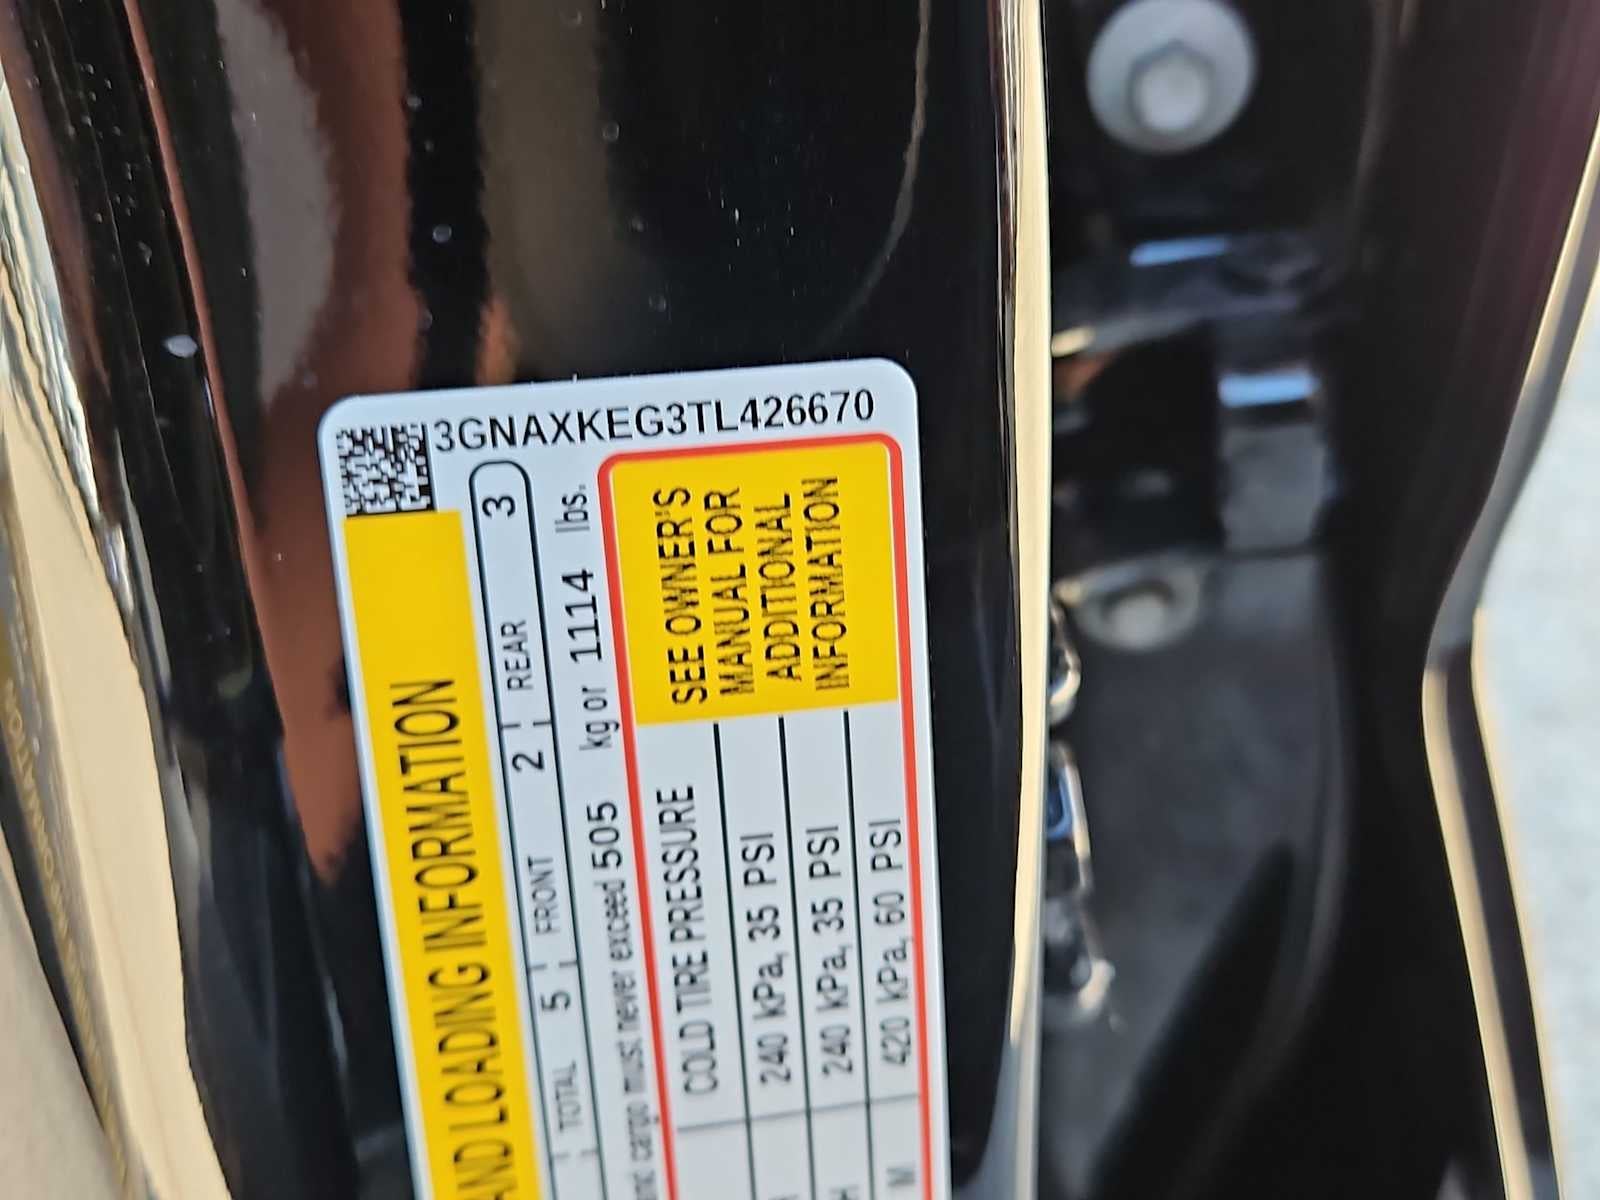 3GNAXKEG3TL426670
AND LOADING INFORMATION
TOTAL 5 FRONT 2 REAR 3
and cargo must never exceed 505 kg or 1114 lbs.
COLD TIRE PRESSURE
240 kPa, 35 PSI
240 kPa, 35 PSI
M 420 kPa, 60 PSI
SEE OWNER'S
MANUAL FOR
ADDITIONAL
INFORMATION